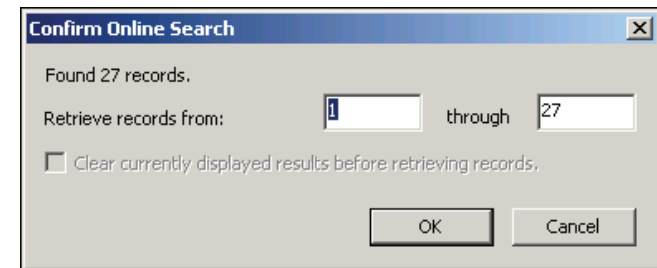 Confirm Online Search
Found 27 records.
Retrieve records from: 1 through 27
Clear currently displayed results before retrieving records.
OK Cancel